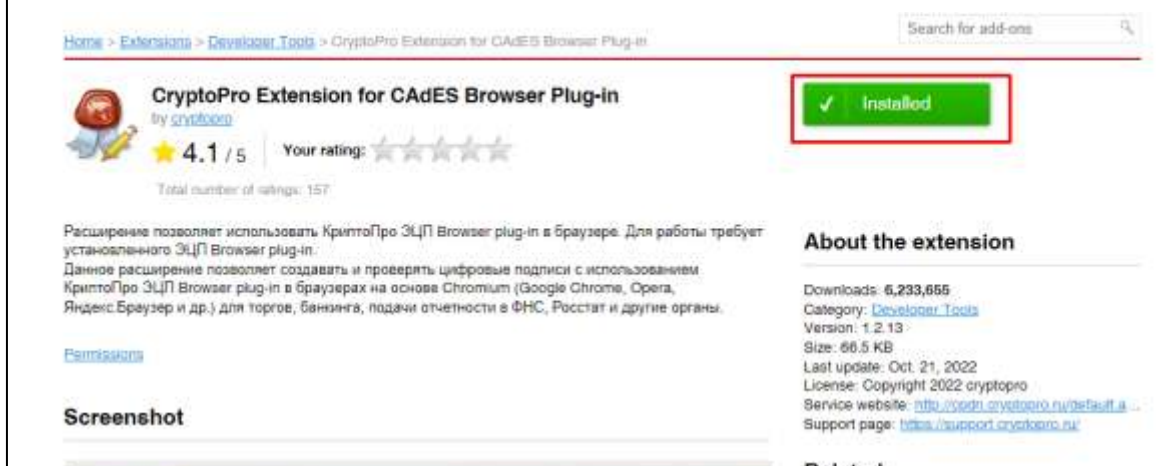 Home > Extensions > Developer Tools > CryptoPro Extension for CAdES Browser Plug-in
Search for add-ons
CryptoPro Extension for CAdES Browser Plug-in
by cryptopro
4.1 / 5
Your rating:
Total number of ratings: 157
✓ Installed
Расширение позволяет использовать КриптоПро ЭЦП Browser plug-in в браузере. Для работы требует
установленного ЭЦП Browser plug-in.
Данное расширение позволяет создавать и проверять цифровые подписи с использованием
КриптоПро ЭЦП Browser plug-in в браузерах на основе Chromium (Google Chrome, Opera,
Яндекс.Браузер и др.) для торгов, банкинга, подачи отчетности в ФНС, Росстат и другие органы.
Permissions
Screenshot
About the extension
Downloads: 6,233,655
Category: Developer Tools
Version: 1.2.13
Size: 66.5 KB
Last update: Oct. 21, 2022
License: Copyright 2022 cryptopro
Service website: http://cpdn.cryptopro.ru/default.a...
Support page: https://support.cryptopro.ru/